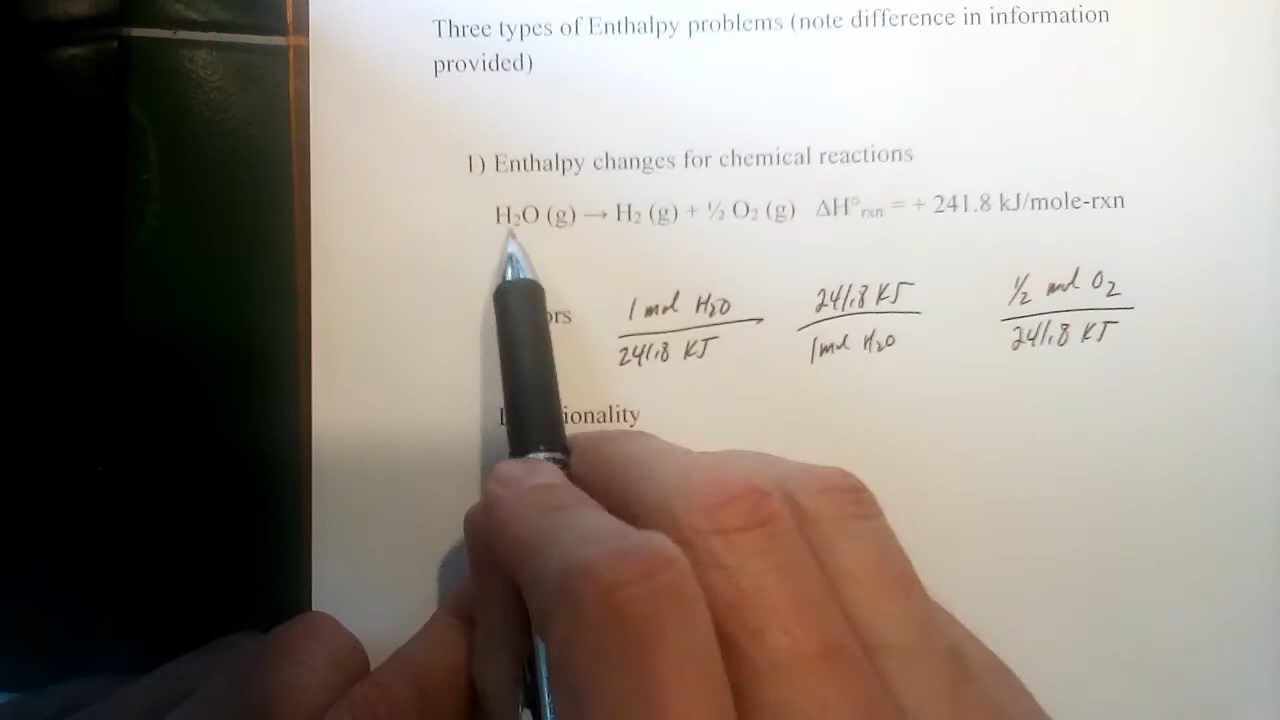 Three types of Enthalpy problems (note difference in information
provided)
1) Enthalpy changes for chemical reactions
H₂O (g) → H₂ (g) + ½ O₂ (g) ΔH°rxn = + 241.8 kJ/mole-rxn
1 mol H₂O 241.8 KJ ½ mol O₂
241.8 KJ 1 mol H₂O 241.8 KJ